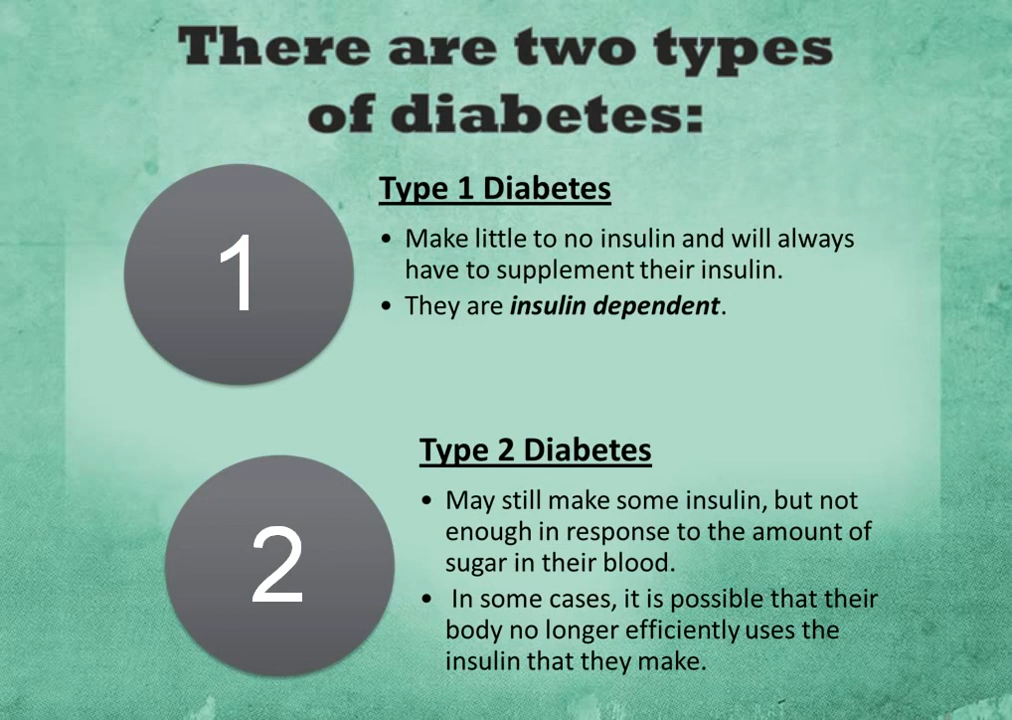 There are two types
of diabetes:
1
Type 1 Diabetes
• Make little to no insulin and will always
have to supplement their insulin.
• They are insulin dependent.
2
Type 2 Diabetes
• May still make some insulin, but not
enough in response to the amount of
sugar in their blood.
• In some cases, it is possible that their
body no longer efficiently uses the
insulin that they make.